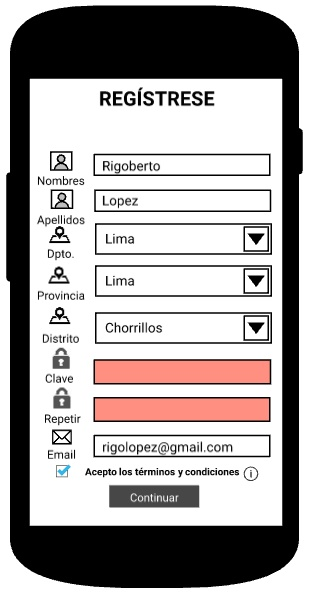 REGÍSTRESE
Nombres Rigoberto
Apellidos Lopez
Dpto. Lima
Provincia Lima
Distrito Chorrillos
Clave
Repetir
Email rigolopez@gmail.com
Acepto los términos y condiciones i
Continuar